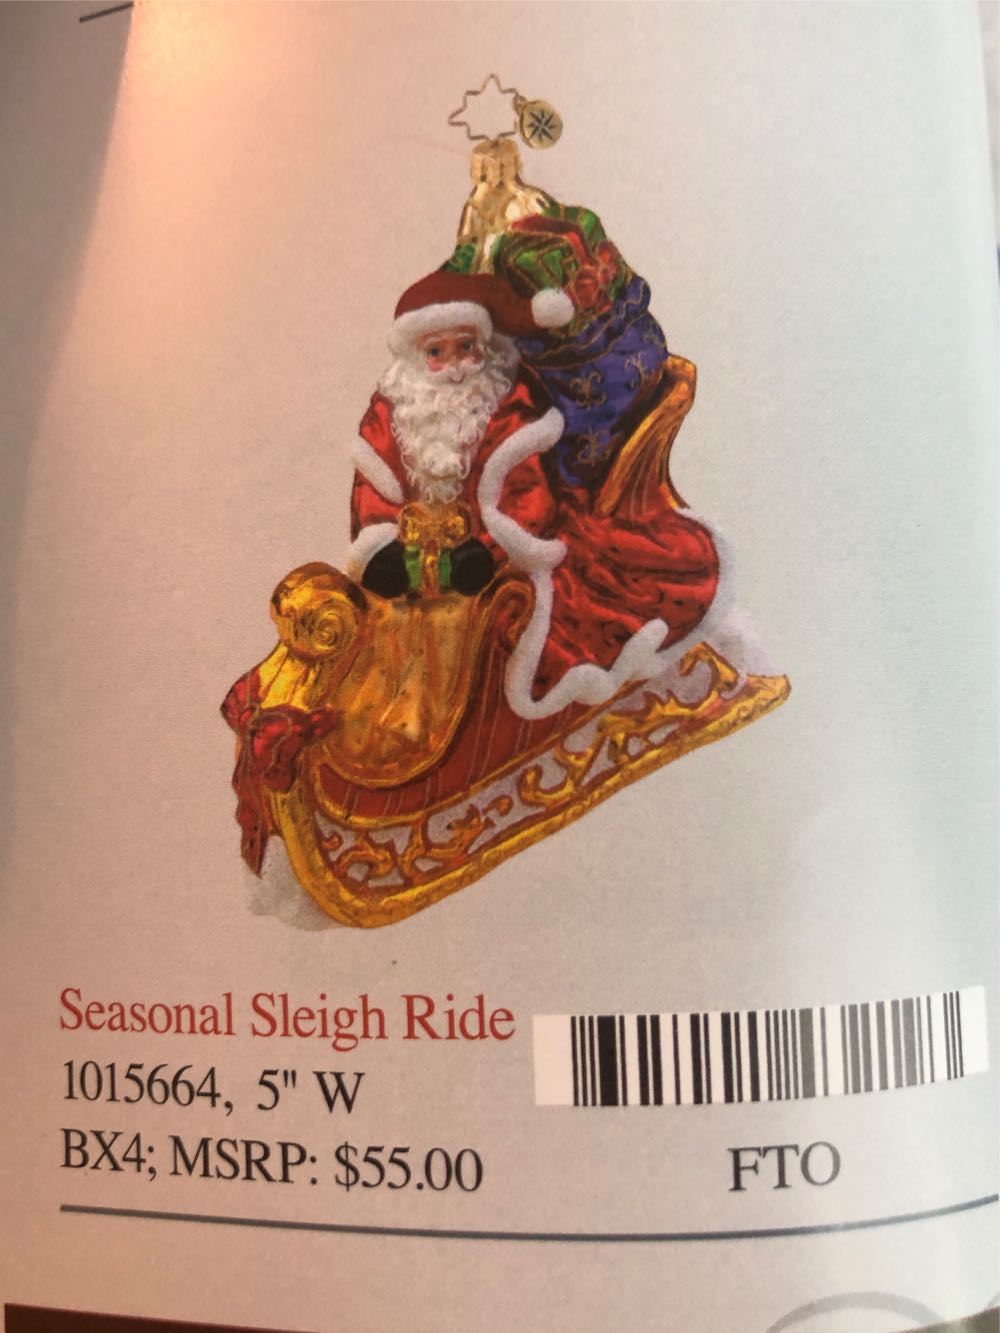 Seasonal Sleigh Ride
1015664, 5" W
BX4; MSRP: $55.00
FTO